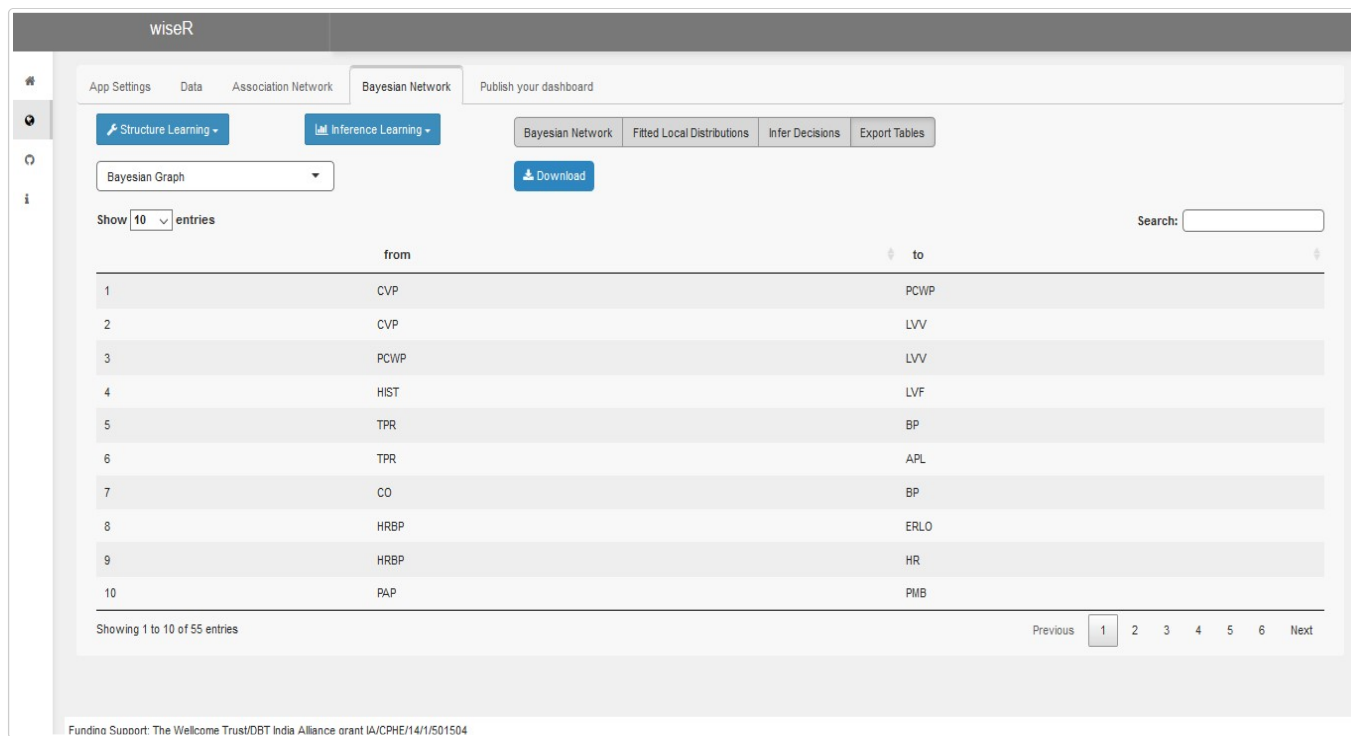 wiseR
App Settings Data Association Network Bayesian Network Publish your dashboard
Structure Learning Inference Learning Bayesian Network Fitted Local Distributions Infer Decisions Export Tables
Bayesian Graph Download
Show 10 entries Search:
from to
1 CVP PCWP
2 CVP LVV
3 PCWP LVV
4 HIST LVF
5 TPR BP
6 TPR APL
7 CO BP
8 HRBP ERLO
9 HRBP HR
10 PAP PMB
Showing 1 to 10 of 55 entries Previous 1 2 3 4 5 6 Next
Funding Support: The Wellcome Trust/DBT India Alliance grant IA/CPHE/14/1/501504